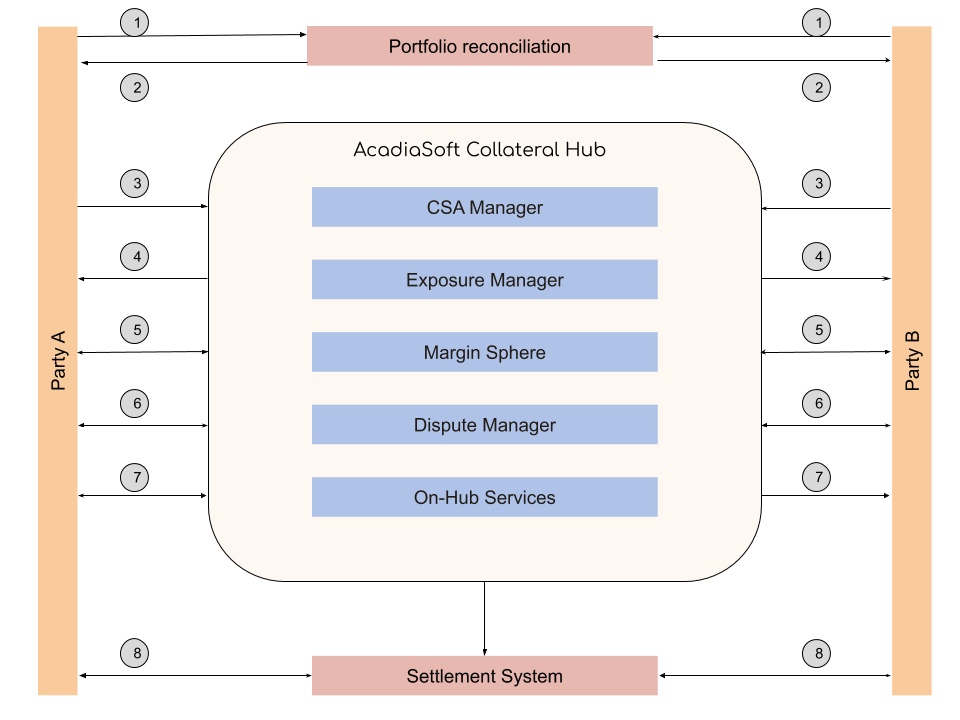 1
1
Portfolio reconciliation
2
2
AcadiaSoft Collateral Hub
3
3
CSA Manager
4
4
Exposure Manager
5
5
Party A
Margin Sphere
Party B
6
6
Dispute Manager
7
7
On-Hub Services
8
8
Settlement System